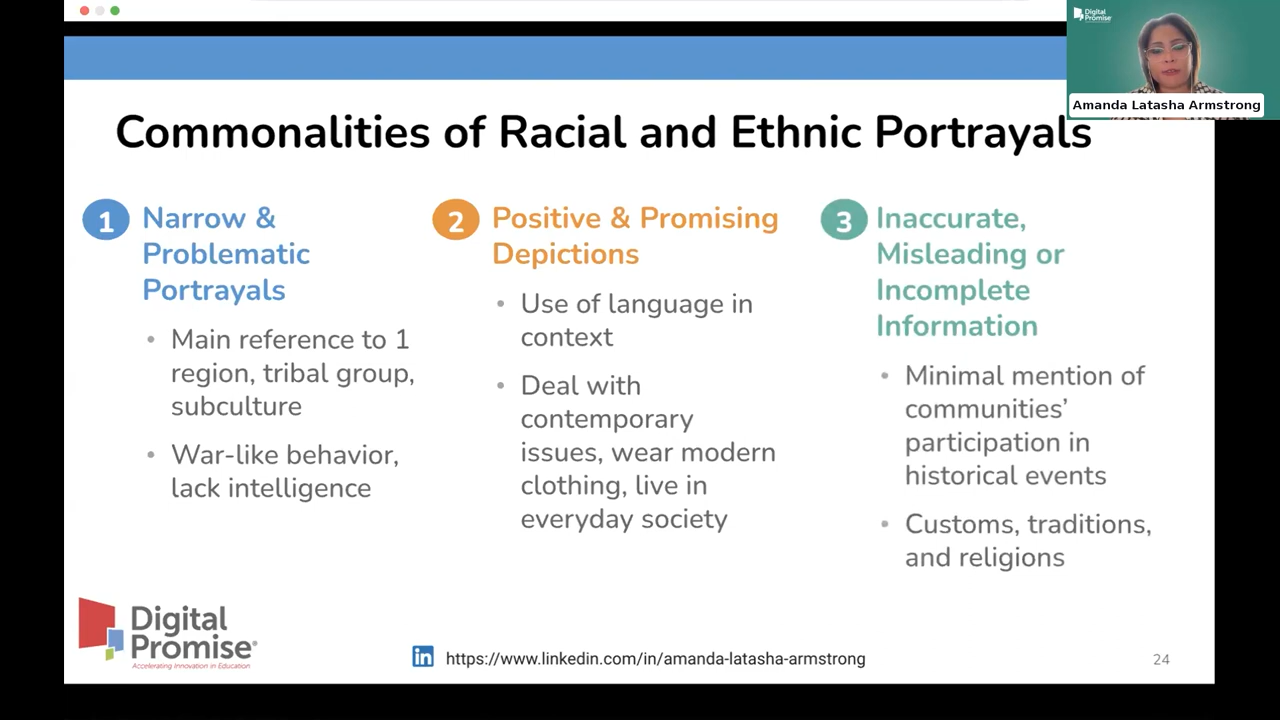 Digital
Promise
Amanda Latasha Armstrong
Commonalities of Racial and Ethnic Portrayals
1
Narrow &
Problematic
Portrayals
• Main reference to 1
region, tribal group,
subculture
• War-like behavior,
lack intelligence
2
Positive & Promising
Depictions
• Use of language in
context
• Deal with
contemporary
issues, wear modern
clothing, live in
everyday society
3
Inaccurate,
Misleading or
Incomplete
Information
• Minimal mention of
communities’
participation in
historical events
• Customs, traditions,
and religions
Digital
Promise®
Accelerating Innovation in Education
in
https://www.linkedin.com/in/amanda-latasha-armstrong
24